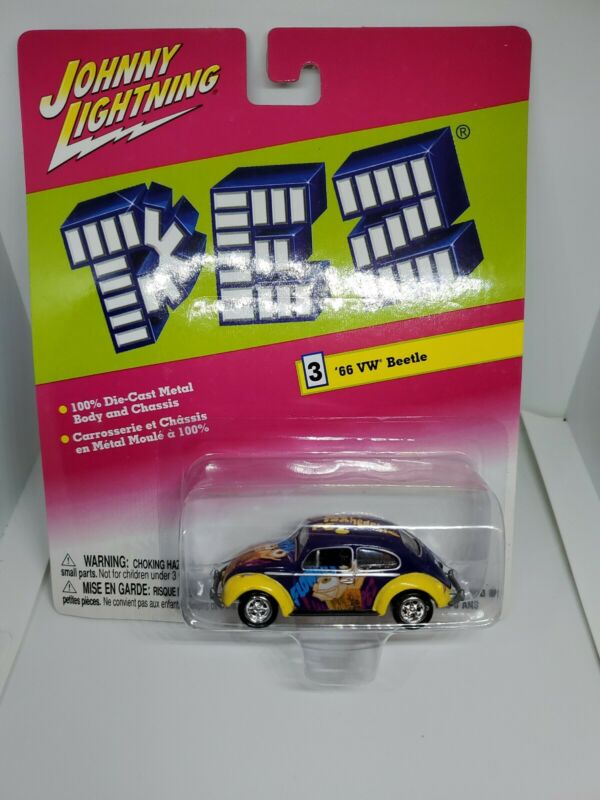 JOHNNY
LIGHTNING
PEZ®
3 '66 VW® Beetle
100% Die-Cast Metal
Body and Chassis
Carrosserie et Châssis
en Métal Moulé à 100%
WARNING: CHOKING
small parts. Not for children under 3
MISE EN GARDE: RISQUE
petites pièces. Ne convient pas aux enfant
ANS